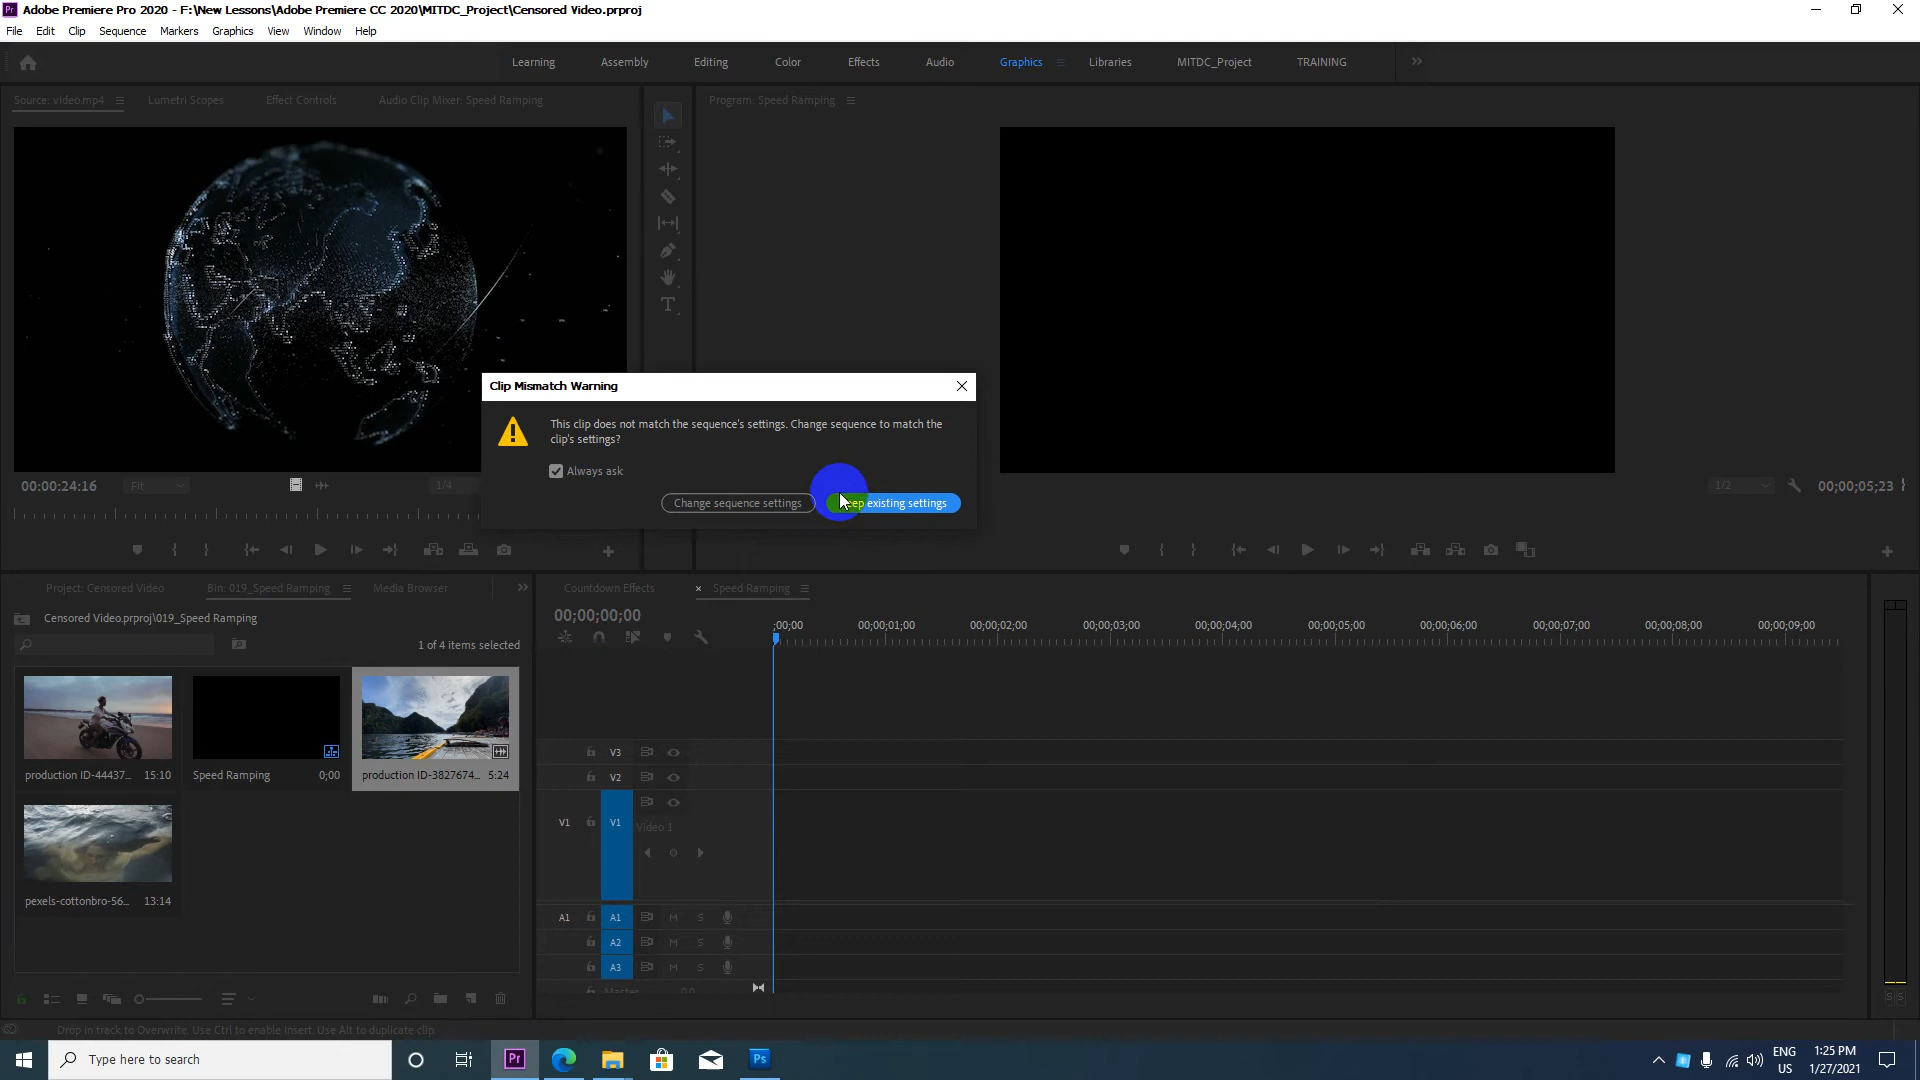 Adobe Premiere Pro 2020 - F:\New Lessons\Adobe Premiere CC 2020\MITDC_Project\Censored Video.prproj
File Edit Clip Sequence Markers Graphics View Window Help
Learning Assembly Editing Color Effects Audio Graphics Libraries MITDC_Project TRAINING
Source: video.mp4 Lumetri Scopes Effect Controls Audio Clip Mixer: Speed Ramping
Program: Speed Ramping
Clip Mismatch Warning
This clip does not match the sequence's settings. Change sequence to match the
clip's settings?
Always ask
Change sequence settings existing settings
00:00:24:16 Fit 1/4
1/2 00;00;05;23
Project: Censored Video Bin: 019_Speed Ramping Media Browser
Censored Video.prproj\019_Speed Ramping
1 of 4 items selected
production ID-44437... 15:10
Speed Ramping 0;00
production ID-3827674... 5:24
pexels-cottonbro-56... 13:14
Countdown Effects Speed Ramping
00;00;00;00
;00;00 00;00;01;00 00;00;02;00 00;00;03;00 00;00;04;00 00;00;05;00 00;00;06;00 00;00;07;00 00;00;08;00 00;00;09;00
V3
V2
V1 V1
Video 1
A1 A1 M S
A2 M S
A3 M S
S S
Drop in track to Overwrite. Use Ctrl to enable Insert. Use Alt to duplicate clip.
Type here to search
Pr
Ps
ENG
US
1:25 PM
1/27/2021